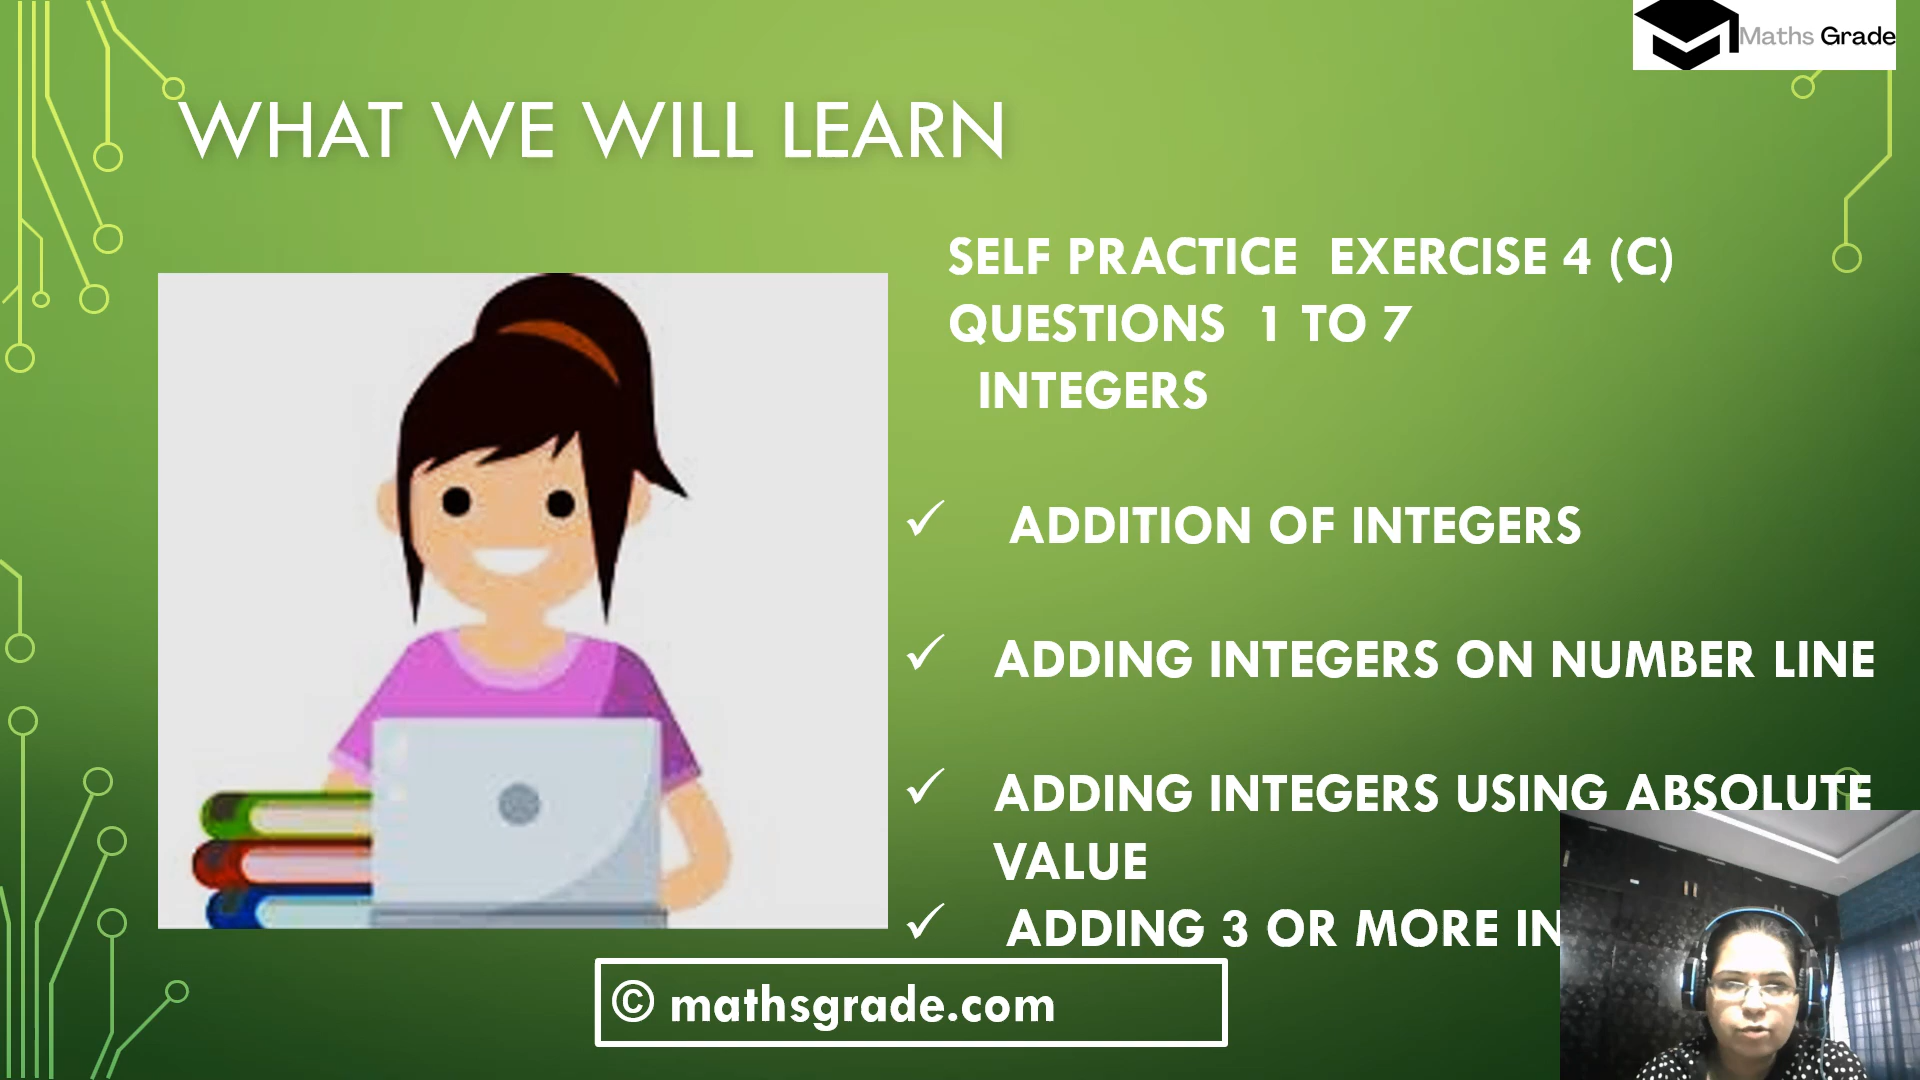 Maths Grade
WHAT WE WILL LEARN
SELF PRACTICE EXERCISE 4 (C)
QUESTIONS 1 TO 7
INTEGERS
✓ ADDITION OF INTEGERS
✓ ADDING INTEGERS ON NUMBER LINE
✓ ADDING INTEGERS USING ABSOLUTE
VALUE
✓ ADDING 3 OR MORE
© mathsgrade.com